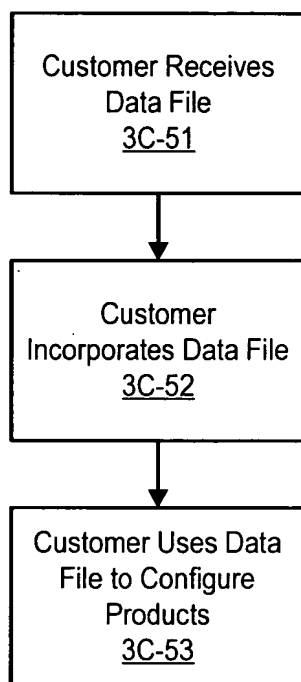 Customer Receives
Data File
3C-51
Customer
Incorporates Data File
3C-52
Customer Uses Data
File to Configure
Products
3C-53